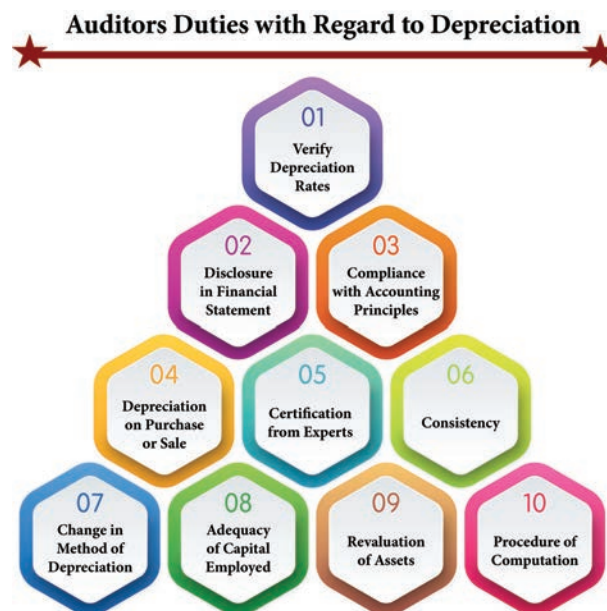 Auditors Duties with Regard to Depreciation
01
Verify
Depreciation
Rates
02
Disclosure
in Financial
Statement
03
Compliance
with Accounting
Principles
04
Depreciation
on Purchase
or Sale
05
Certification
from Experts
06
Consistency
07
Change in
Method of
Depreciation
08
Adequacy
of Capital
Employed
09
Revaluation
of Assets
10
Procedure of
Computation